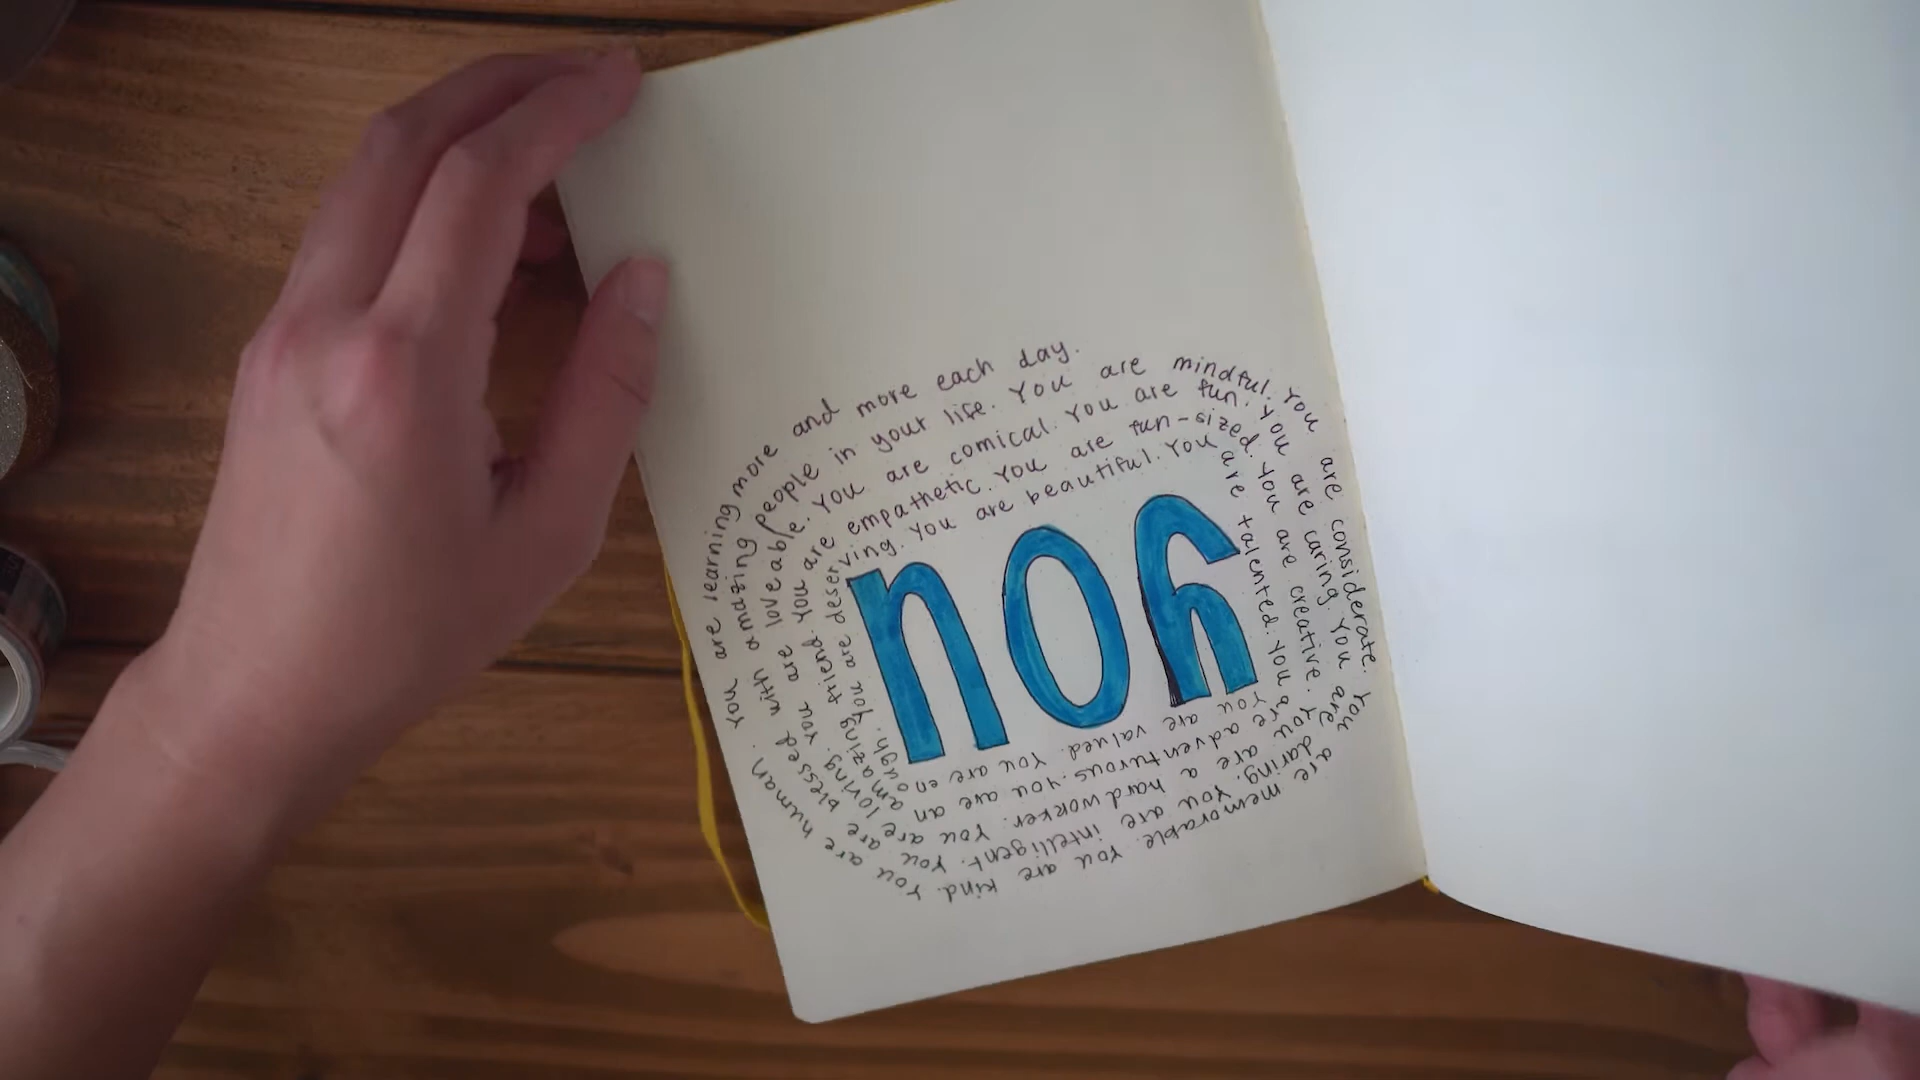 YOU
You are valued. You are enough. You are deserving. You are beautiful. You are talented. You are adventurous. you are an amazing friend. You are empathetic. You are fun-sized. You are creative. You are a hardworker. You are loving. You are loveable. You are comical. You are fun. You are caring. You are daring. You are intelligent. You are blessed with amazing people in your life. You are mindful. You are considerate. You are memorable. You are kind. You are human. You are learning more and more each day.